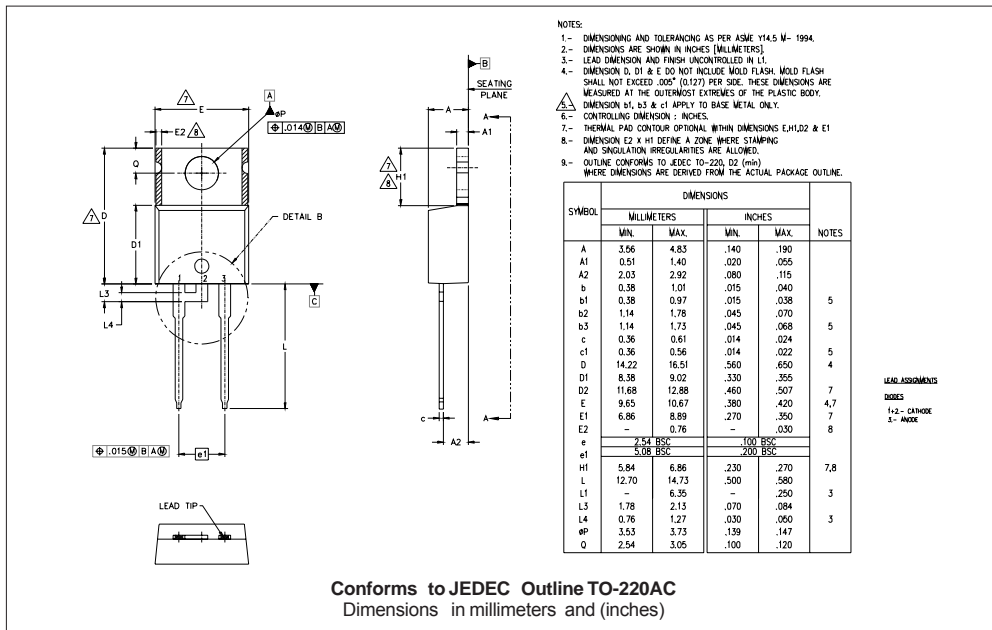 NOTES:
1.- DIMENSIONING AND TOLERANCING AS PER ASME Y14.5 M- 1994.
2.- DIMENSIONS ARE SHOWN IN INCHES [MILLIMETERS].
3.- LEAD DIMENSION AND FINISH UNCONTROLLED IN L1.
4.- DIMENSION D, D1 & E DO NOT INCLUDE MOLD FLASH. MOLD FLASH
SHALL NOT EXCEED .005" (0.127) PER SIDE. THESE DIMENSIONS ARE
MEASURED AT THE OUTERMOST EXTREMES OF THE PLASTIC BODY.
5.- DIMENSION b1, b3 & c1 APPLY TO BASE METAL ONLY.
6.- CONTROLLING DIMENSION : INCHES.
7.- THERMAL PAD CONTOUR OPTIONAL WITHIN DIMENSIONS E,H1,D2 & E1
8.- DIMENSION E2 X H1 DEFINE A ZONE WHERE STAMPING
AND SINGULATION IRREGULARITIES ARE ALLOWED.
9.- OUTLINE CONFORMS TO JEDEC TO-220, D2 (min)
WHERE DIMENSIONS ARE DERIVED FROM THE ACTUAL PACKAGE OUTLINE.
7
E
A
øP
⌖ .014Ⓜ B AⓂ
E2 8
Q
7 D
D1
DETAIL B
1 2 3
L3
L4
C
L
⌖ .015Ⓜ B AⓂ
e1
LEAD TIP
B
SEATING
PLANE
A
A1
A
7
8
H1
c
A2
A
SYMBOL DIMENSIONS NOTES
MILLIMETERS INCHES
MIN. MAX. MIN. MAX.
A 3.56 4.83 .140 .190
A1 0.51 1.40 .020 .055
A2 2.03 2.92 .080 .115
b 0.38 1.01 .015 .040
b1 0.38 0.97 .015 .038 5
b2 1.14 1.78 .045 .070
b3 1.14 1.73 .045 .068 5
c 0.36 0.61 .014 .024
c1 0.36 0.56 .014 .022 5
D 14.22 16.51 .560 .650 4
D1 8.38 9.02 .330 .355
D2 11.68 12.88 .460 .507 7
E 9.65 10.67 .380 .420 4,7
E1 6.86 8.89 .270 .350 7
E2 - 0.76 - .030 8
e 2.54 BSC .100 BSC
e1 5.08 BSC .200 BSC
H1 5.84 6.86 .230 .270 7,8
L 12.70 14.73 .500 .580
L1 - 6.35 - .250 3
L3 1.78 2.13 .070 .084
L4 0.76 1.27 .030 .050 3
øP 3.53 3.73 .139 .147
Q 2.54 3.05 .100 .120
LEAD ASSIGNMENTS
DIODES
1+2.- CATHODE
3.- ANODE
Conforms to JEDEC Outline TO-220AC
Dimensions in millimeters and (inches)